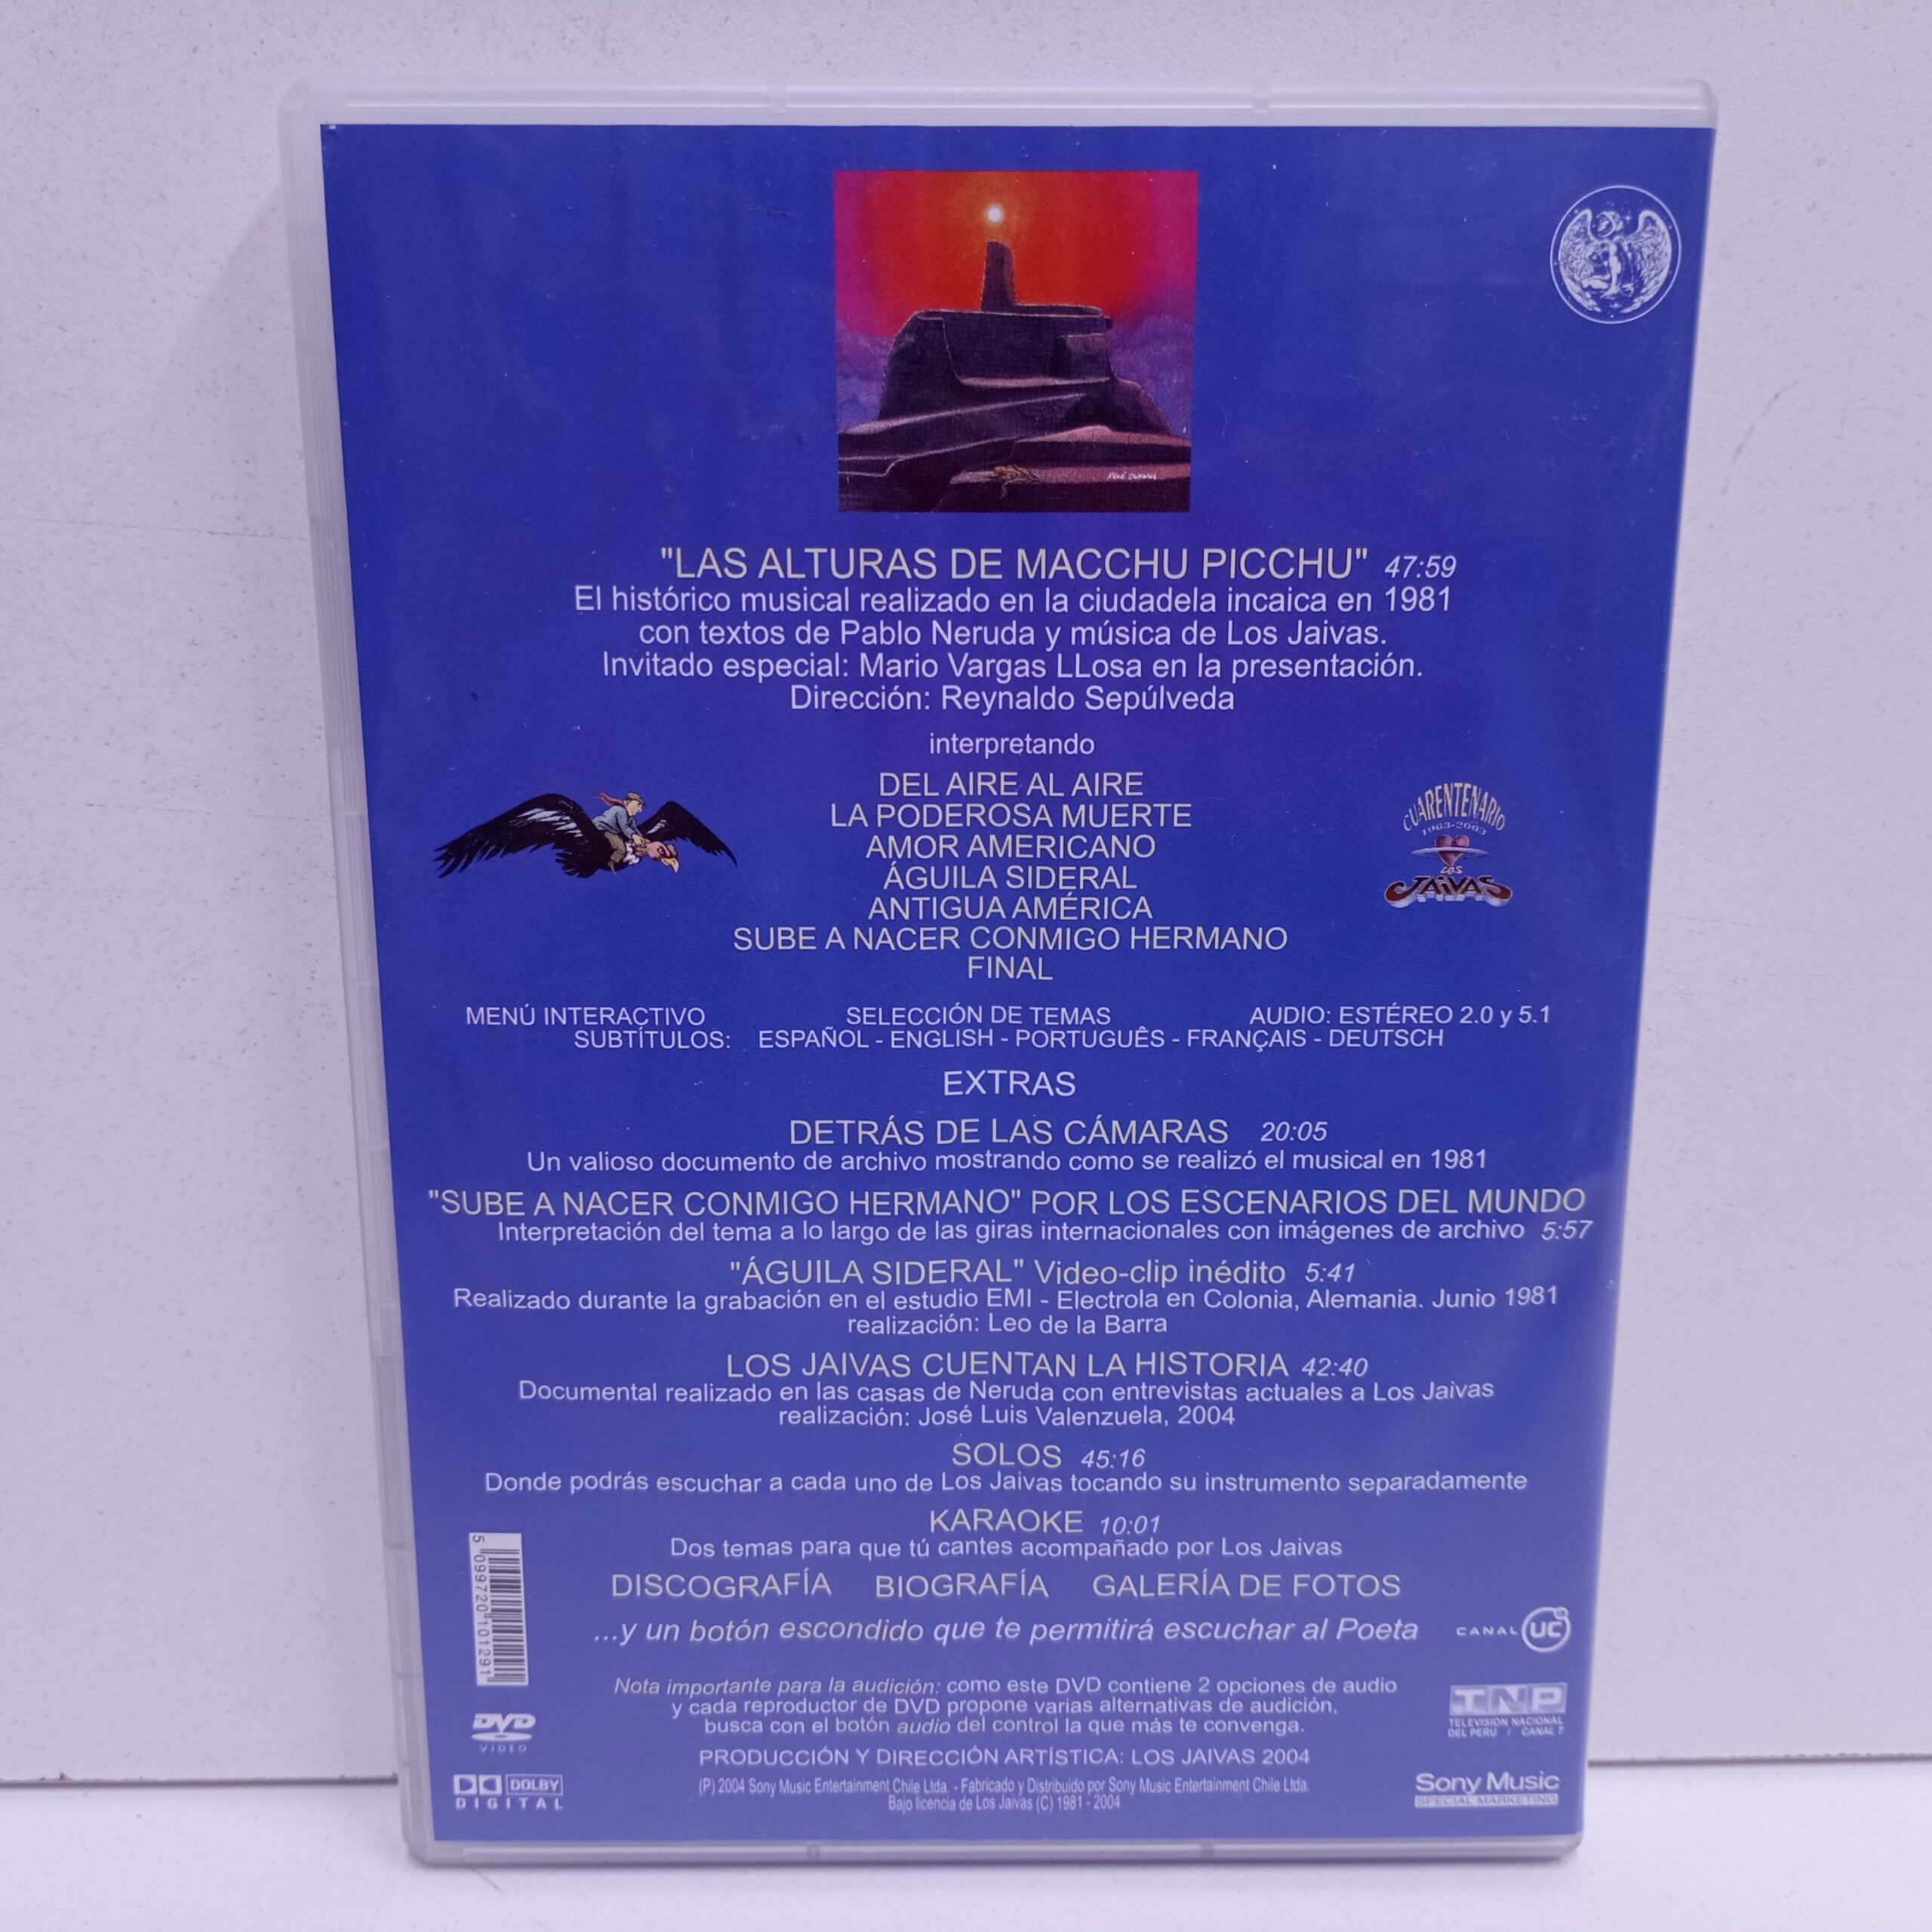 "LAS ALTURAS DE MACCHU PICCHU" 47:59
El histórico musical realizado en la ciudadela incaica en 1981
con textos de Pablo Neruda y música de Los Jaivas.
Invitado especial: Mario Vargas LLosa en la presentación.
Dirección: Reynaldo Sepúlveda
interpretando
DEL AIRE AL AIRE
LA PODEROSA MUERTE
AMOR AMERICANO
ÁGUILA SIDERAL
ANTIGUA AMÉRICA
SUBE A NACER CONMIGO HERMANO
FINAL
CUARENTENARIO
1963-2003
LOS
JAIVAS
MENÚ INTERACTIVO SELECCIÓN DE TEMAS AUDIO: ESTÉREO 2.0 y 5.1
SUBTÍTULOS: ESPAÑOL - ENGLISH - PORTUGUÊS - FRANÇAIS - DEUTSCH
EXTRAS
DETRÁS DE LAS CÁMARAS 20:05
Un valioso documento de archivo mostrando como se realizó el musical en 1981
"SUBE A NACER CONMIGO HERMANO" POR LOS ESCENARIOS DEL MUNDO
Interpretación del tema a lo largo de las giras internacionales con imágenes de archivo 5:57
"ÁGUILA SIDERAL" Video-clip inédito 5:41
Realizado durante la grabación en el estudio EMI - Electrola en Colonia, Alemania. Junio 1981
realización: Leo de la Barra
LOS JAIVAS CUENTAN LA HISTORIA 42:40
Documental realizado en las casas de Neruda con entrevistas actuales a Los Jaivas
realización: José Luis Valenzuela, 2004
SOLOS 45:16
Donde podrás escuchar a cada uno de Los Jaivas tocando su instrumento separadamente
KARAOKE 10:01
Dos temas para que tú cantes acompañado por Los Jaivas
DISCOGRAFÍA BIOGRAFÍA GALERÍA DE FOTOS
...y un botón escondido que te permitirá escuchar al Poeta
CANAL UC
5 099720 101291
Nota importante para la audición: como este DVD contiene 2 opciones de audio
y cada reproductor de DVD propone varias alternativas de audición,
busca con el botón audio del control la que más te convenga.
TNP
TELEVISION NACIONAL
DEL PERU / CANAL 7
DVD
VIDEO
PRODUCCIÓN Y DIRECCIÓN ARTÍSTICA: LOS JAIVAS 2004
DOLBY
DIGITAL
(P) 2004 Sony Music Entertainment Chile Ltda. - Fabricado y Distribuido por Sony Music Entertainment Chile Ltda.
Bajo licencia de Los Jaivas (C) 1981 - 2004
Sony Music
SPECIAL MARKETING